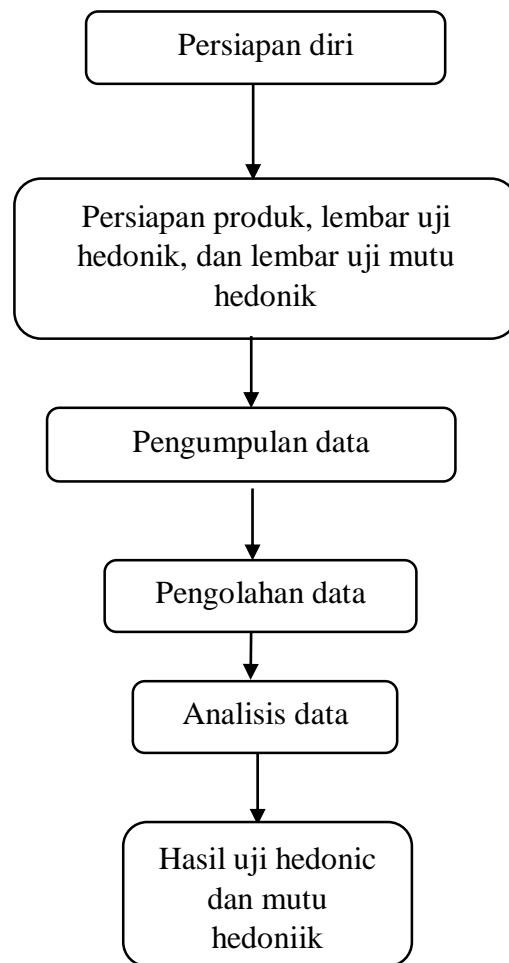 Persiapan diri
Persiapan produk, lembar uji
hedonik, dan lembar uji mutu
hedonik
Pengumpulan data
Pengolahan data
Analisis data
Hasil uji hedonic
dan mutu
hedoniik